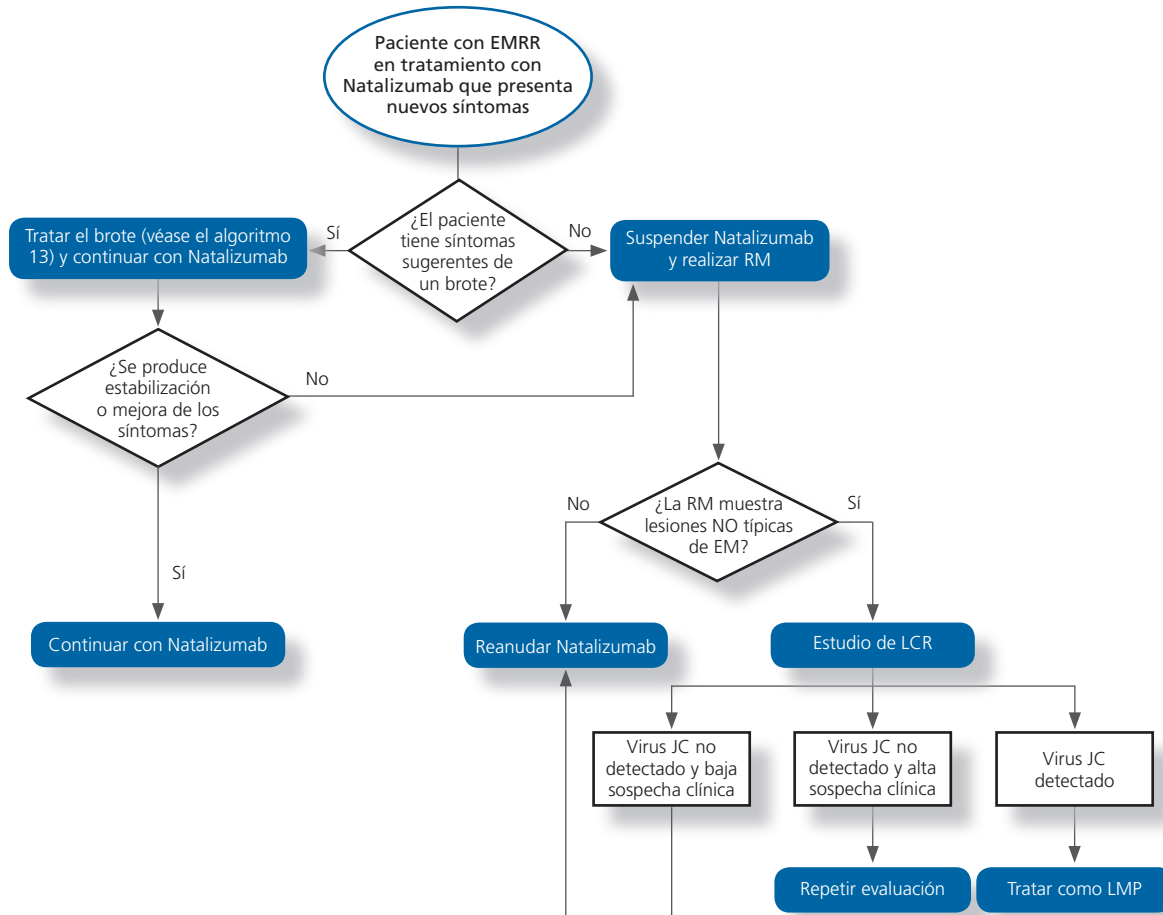 Paciente con EMRR
en tratamiento con
Natalizumab que presenta
nuevos síntomas
¿El paciente
tiene síntomas
sugerentes de
un brote?
Sí
No
Tratar el brote (véase el algoritmo
13) y continuar con Natalizumab
Suspender Natalizumab
y realizar RM
¿Se produce
estabilización
o mejora de los
síntomas?
No
Sí
Continuar con Natalizumab
¿La RM muestra
lesiones NO típicas
de EM?
No
Sí
Reanudar Natalizumab
Estudio de LCR
Virus JC no
detectado y baja
sospecha clínica
Virus JC no
detectado y alta
sospecha clínica
Virus JC
detectado
Repetir evaluación
Tratar como LMP